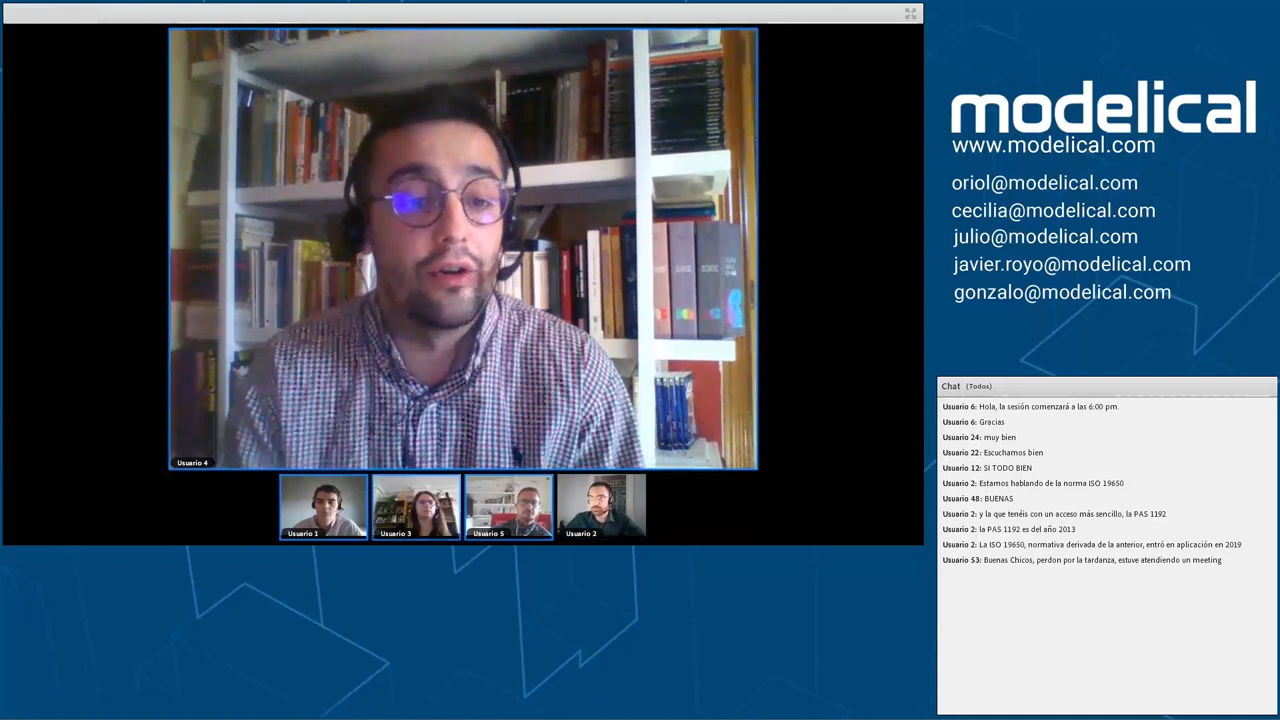 Usuario 4
Usuario 1
Usuario 3
Usuario 5
Usuario 2
modelical
www.modelical.com
oriol@modelical.com
cecilia@modelical.com
julio@modelical.com
javier.royo@modelical.com
gonzalo@modelical.com
Chat (Todos)
Usuario 6: Hola, la sesión comenzará a las 6:00 pm.
Usuario 6: Gracias
Usuario 24: muy bien
Usuario 22: Escuchamos bien
Usuario 12: SI TODO BIEN
Usuario 2: Estamos hablando de la norma ISO 19650
Usuario 48: BUENAS
Usuario 2: y la que tenéis con un acceso más sencillo, la PAS 1192
Usuario 2: la PAS 1192 es del año 2013
Usuario 2: La ISO 19650, normativa derivada de la anterior, entró en aplicación en 2019
Usuario 53: Buenas Chicos, perdon por la tardanza, estuve atendiendo un meeting